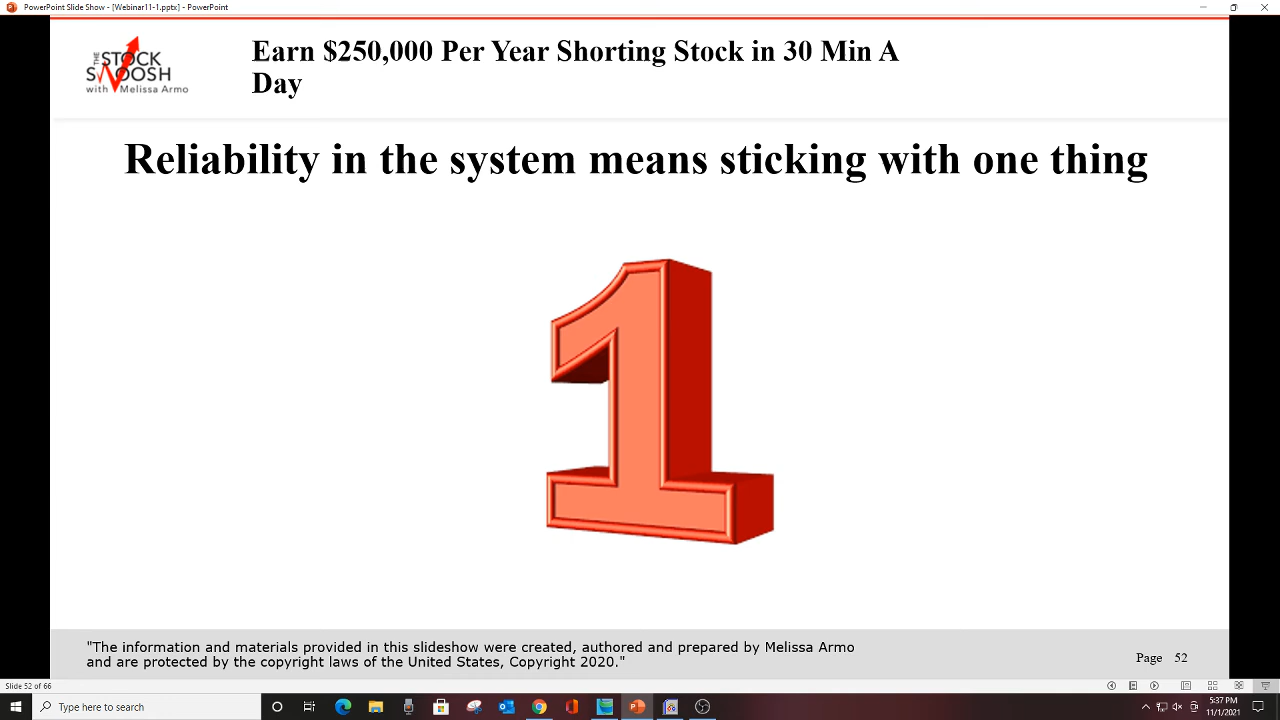 PowerPoint Slide Show - [Webinar11-1.pptx] - PowerPoint
THE
STOCK
SWOOSH
with Melissa Armo
Earn $250,000 Per Year Shorting Stock in 30 Min A
Day
Reliability in the system means sticking with one thing
1
"The information and materials provided in this slideshow were created, authored and prepared by Melissa Armo
and are protected by the copyright laws of the United States, Copyright 2020."
Page 52
Slide 52 of 66
Type here to search
5:37 PM
11/1/2021